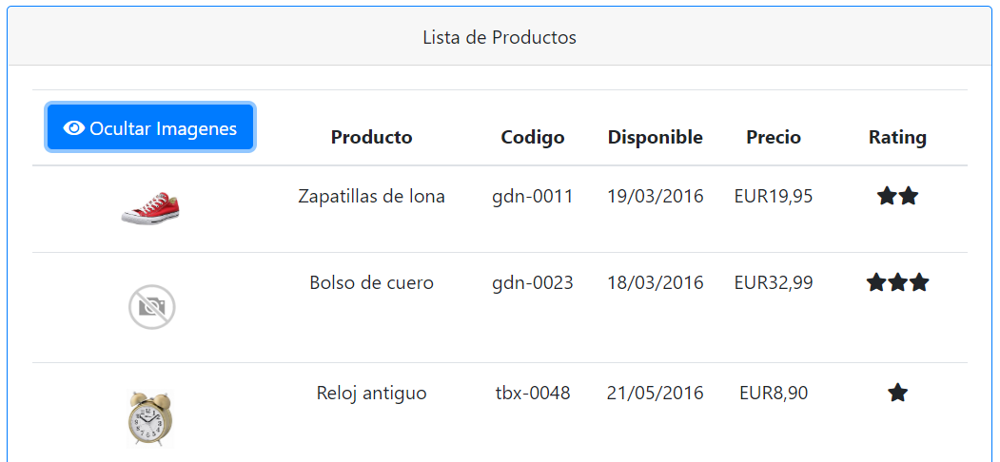 Lista de Productos
Ocultar Imagenes Producto Codigo Disponible Precio Rating
Zapatillas de lona gdn-0011 19/03/2016 EUR19,95
Bolso de cuero gdn-0023 18/03/2016 EUR32,99
Reloj antiguo tbx-0048 21/05/2016 EUR8,90